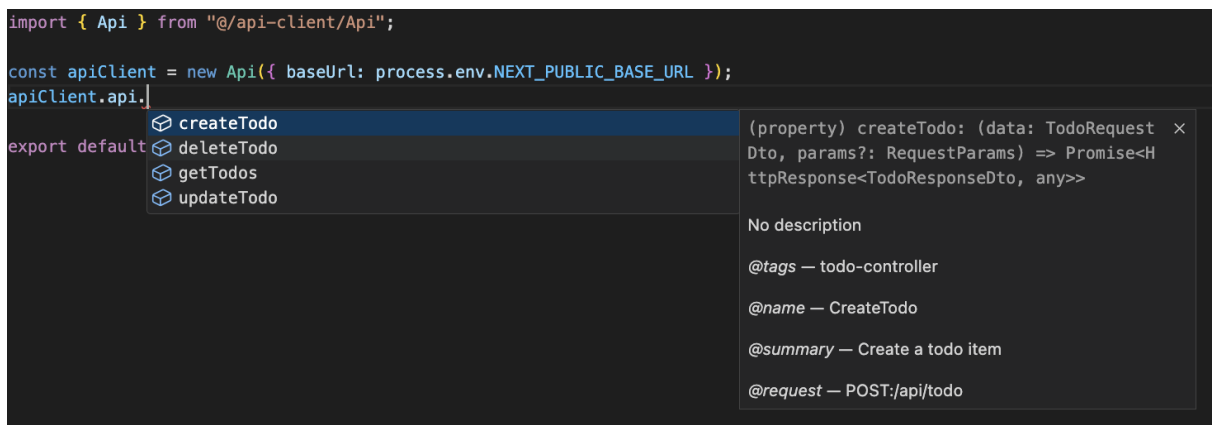 import { Api } from "@/api-client/Api";
const apiClient = new Api({ baseUrl: process.env.NEXT_PUBLIC_BASE_URL });
apiClient.api.
export default
createTodo
deleteTodo
getTodos
updateTodo
(property) createTodo: (data: TodoRequest
Dto, params?: RequestParams) => Promise<H
ttpResponse<TodoResponseDto, any>>
No description
@tags — todo-controller
@name — CreateTodo
@summary — Create a todo item
@request — POST:/api/todo